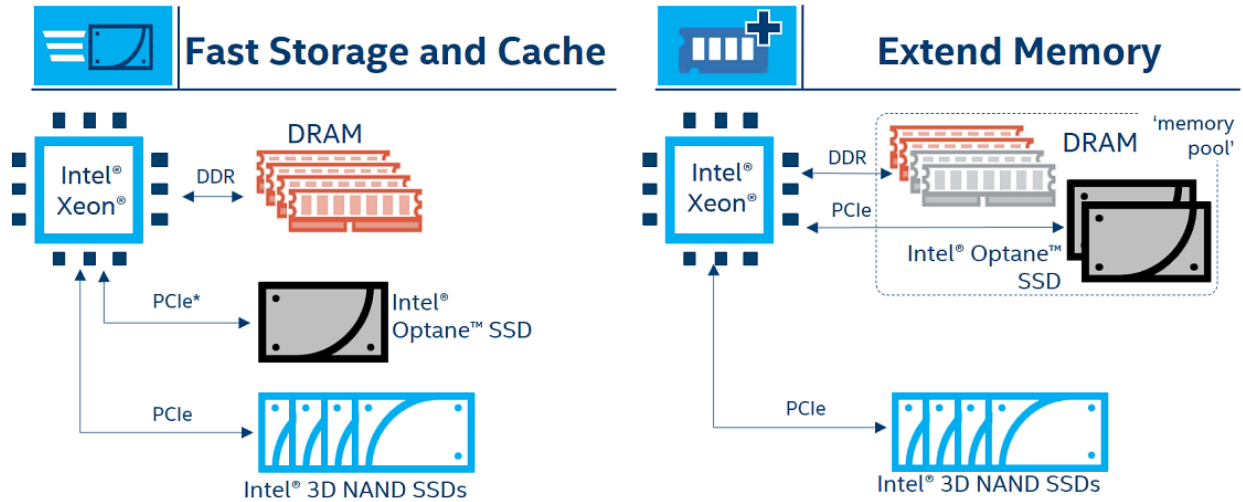 Fast Storage and Cache
Intel®
Xeon®
DDR
DRAM
PCIe*
Intel®
Optane™ SSD
PCIe
Intel® 3D NAND SSDs
Extend Memory
Intel®
Xeon®
DDR
DRAM
‘memory
pool’
PCIe
Intel® Optane™
SSD
PCIe
Intel® 3D NAND SSDs